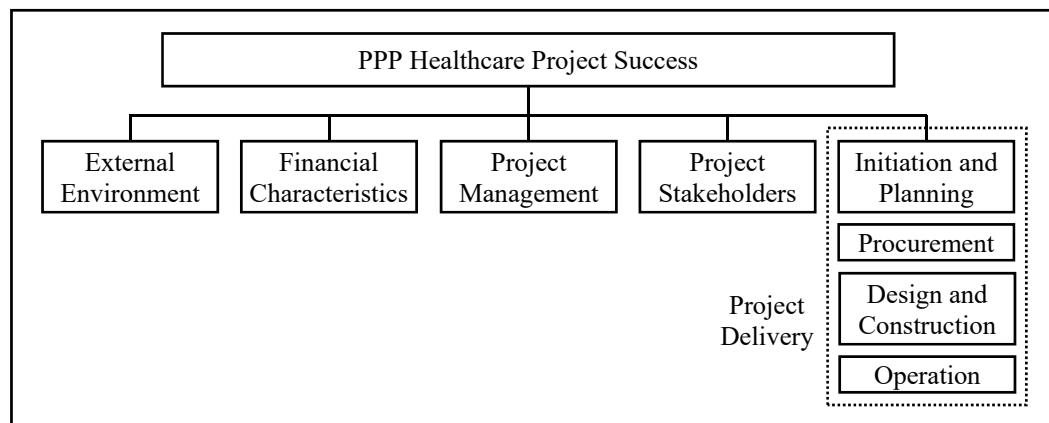 PPP Healthcare Project Success
External
Environment
Financial
Characteristics
Project
Management
Project
Stakeholders
Initiation and
Planning
Procurement
Design and
Construction
Operation
Project
Delivery